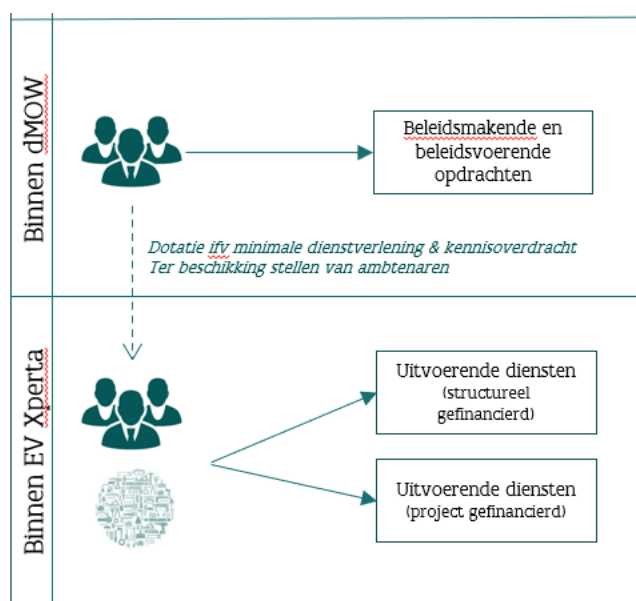 Binnen dMOW
Beleidsmakende en
beleidsvoerende
opdrachten
Dotatie ifv minimale dienstverlening & kennisoverdracht
Ter beschikking stellen van ambtenaren
Binnen EV Xperta
Uitvoerende diensten
(structureel
gefinancierd)
Uitvoerende diensten
(project gefinancierd)